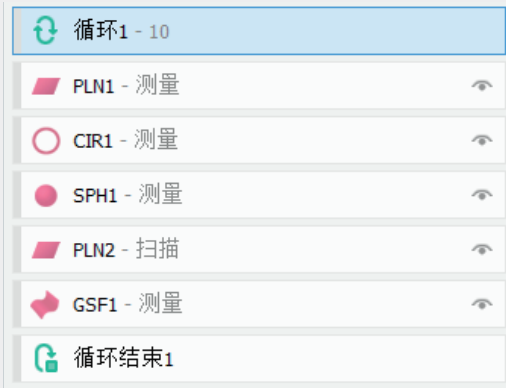 循环1 - 10
PLN1 - 测量
CIR1 - 测量
SPH1 - 测量
PLN2 - 扫描
GSF1 - 测量
循环结束1